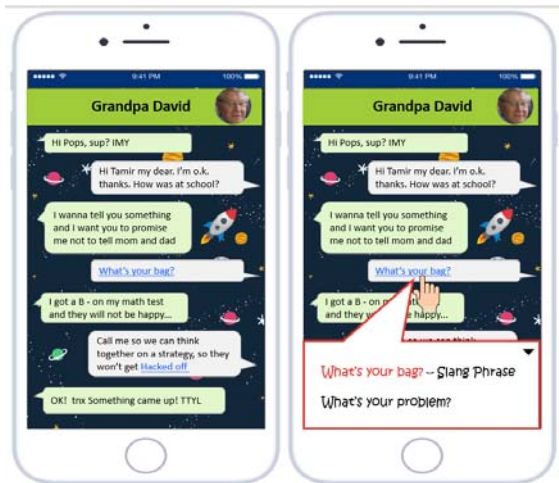 9:41 PM
100%
Grandpa David
Hi Pops, sup? IMY
Hi Tamir my dear. I'm o.k.
thanks. How was at school?
I wanna tell you something
and I want you to promise
me not to tell mom and dad
What's your bag?
I got a B - on my math test
and they will not be happy...
Call me so we can think
together on a strategy, so they
won't get Hacked off
OK! tnx Something came up! TTYL
9:41 PM
100%
Grandpa David
Hi Pops, sup? IMY
Hi Tamir my dear. I'm o.k.
thanks. How was at school?
I wanna tell you something
and I want you to promise
me not to tell mom and dad
What's your bag?
I got a B - on my
and they be happy...
What's your bag? - Slang Phrase
What's your problem?